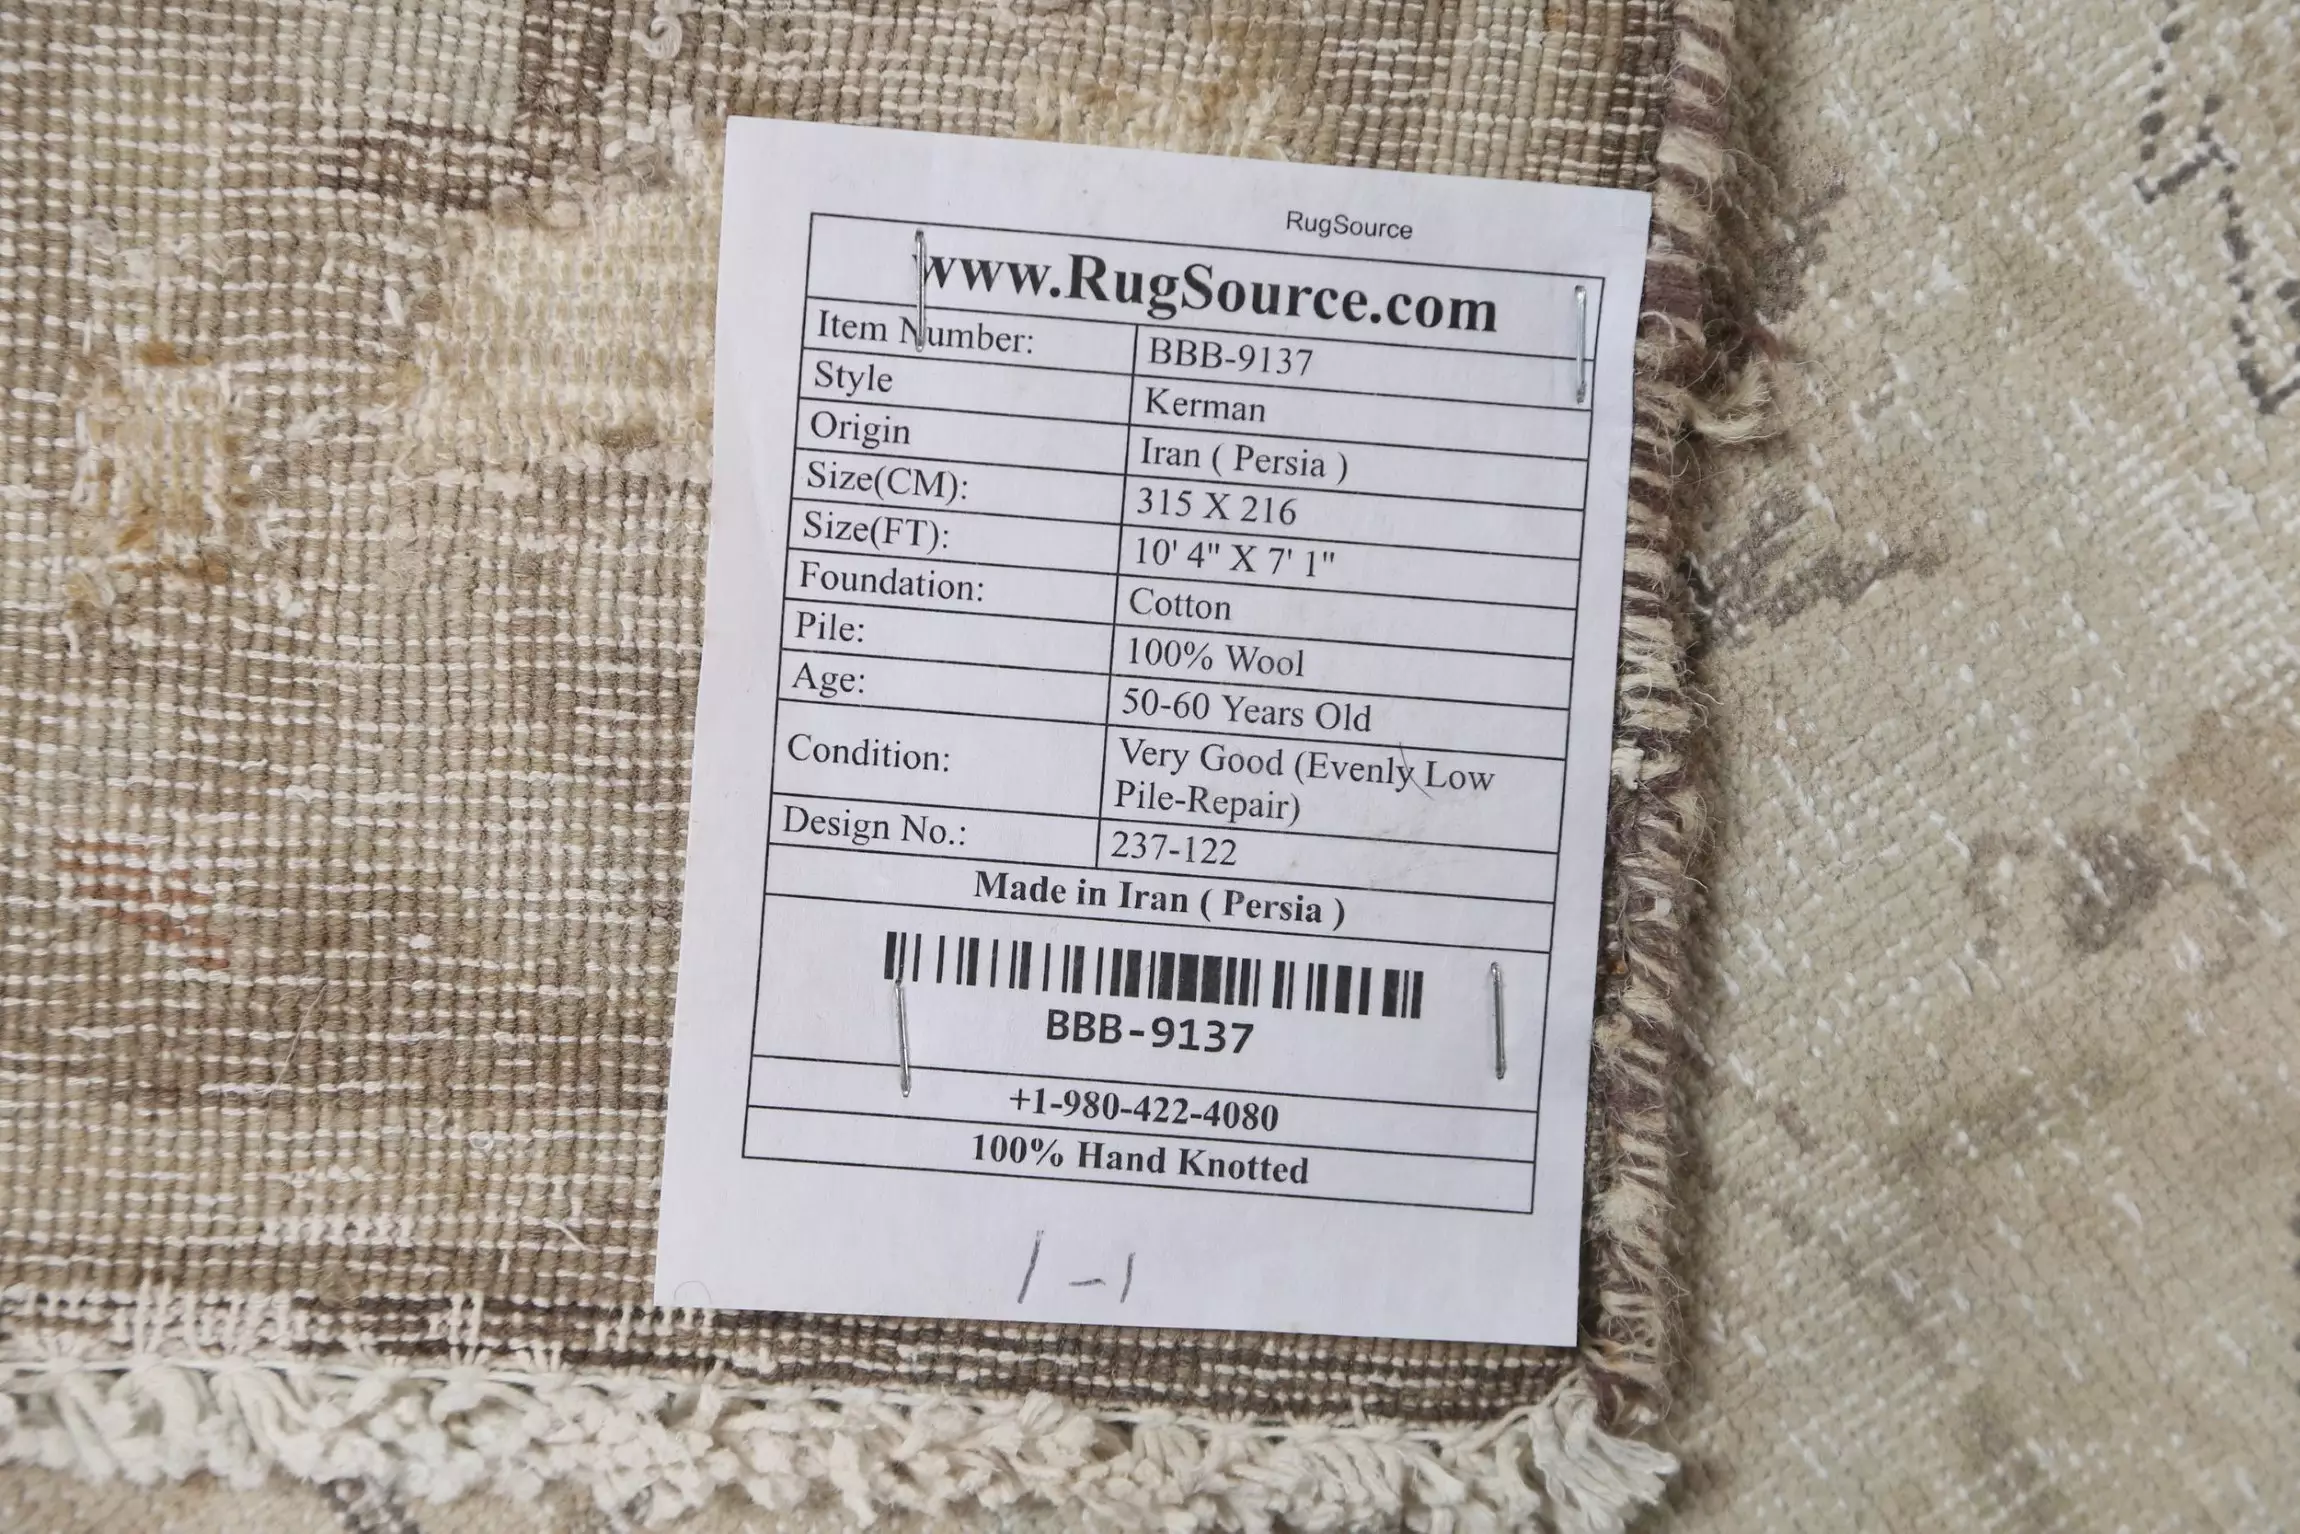 RugSource
www.RugSource.com
Item Number: BBB-9137
Style Kerman
Origin Iran ( Persia )
Size(CM): 315 X 216
Size(FT): 10' 4" X 7' 1"
Foundation: Cotton
Pile: 100% Wool
Age: 50-60 Years Old
Condition: Very Good (Evenly Low
Pile-Repair)
Design No.: 237-122
Made in Iran ( Persia )
BBB-9137
+1-980-422-4080
100% Hand Knotted
1-1